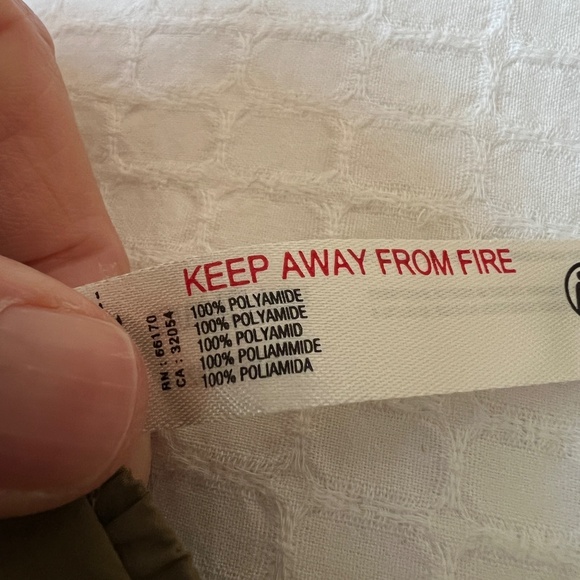 KEEP AWAY FROM FIRE
100% POLYAMIDE
100% POLYAMIDE
100% POLYAMID
100% POLIAMMIDE
100% POLIAMIDA
RN : 66170
CA : 32054